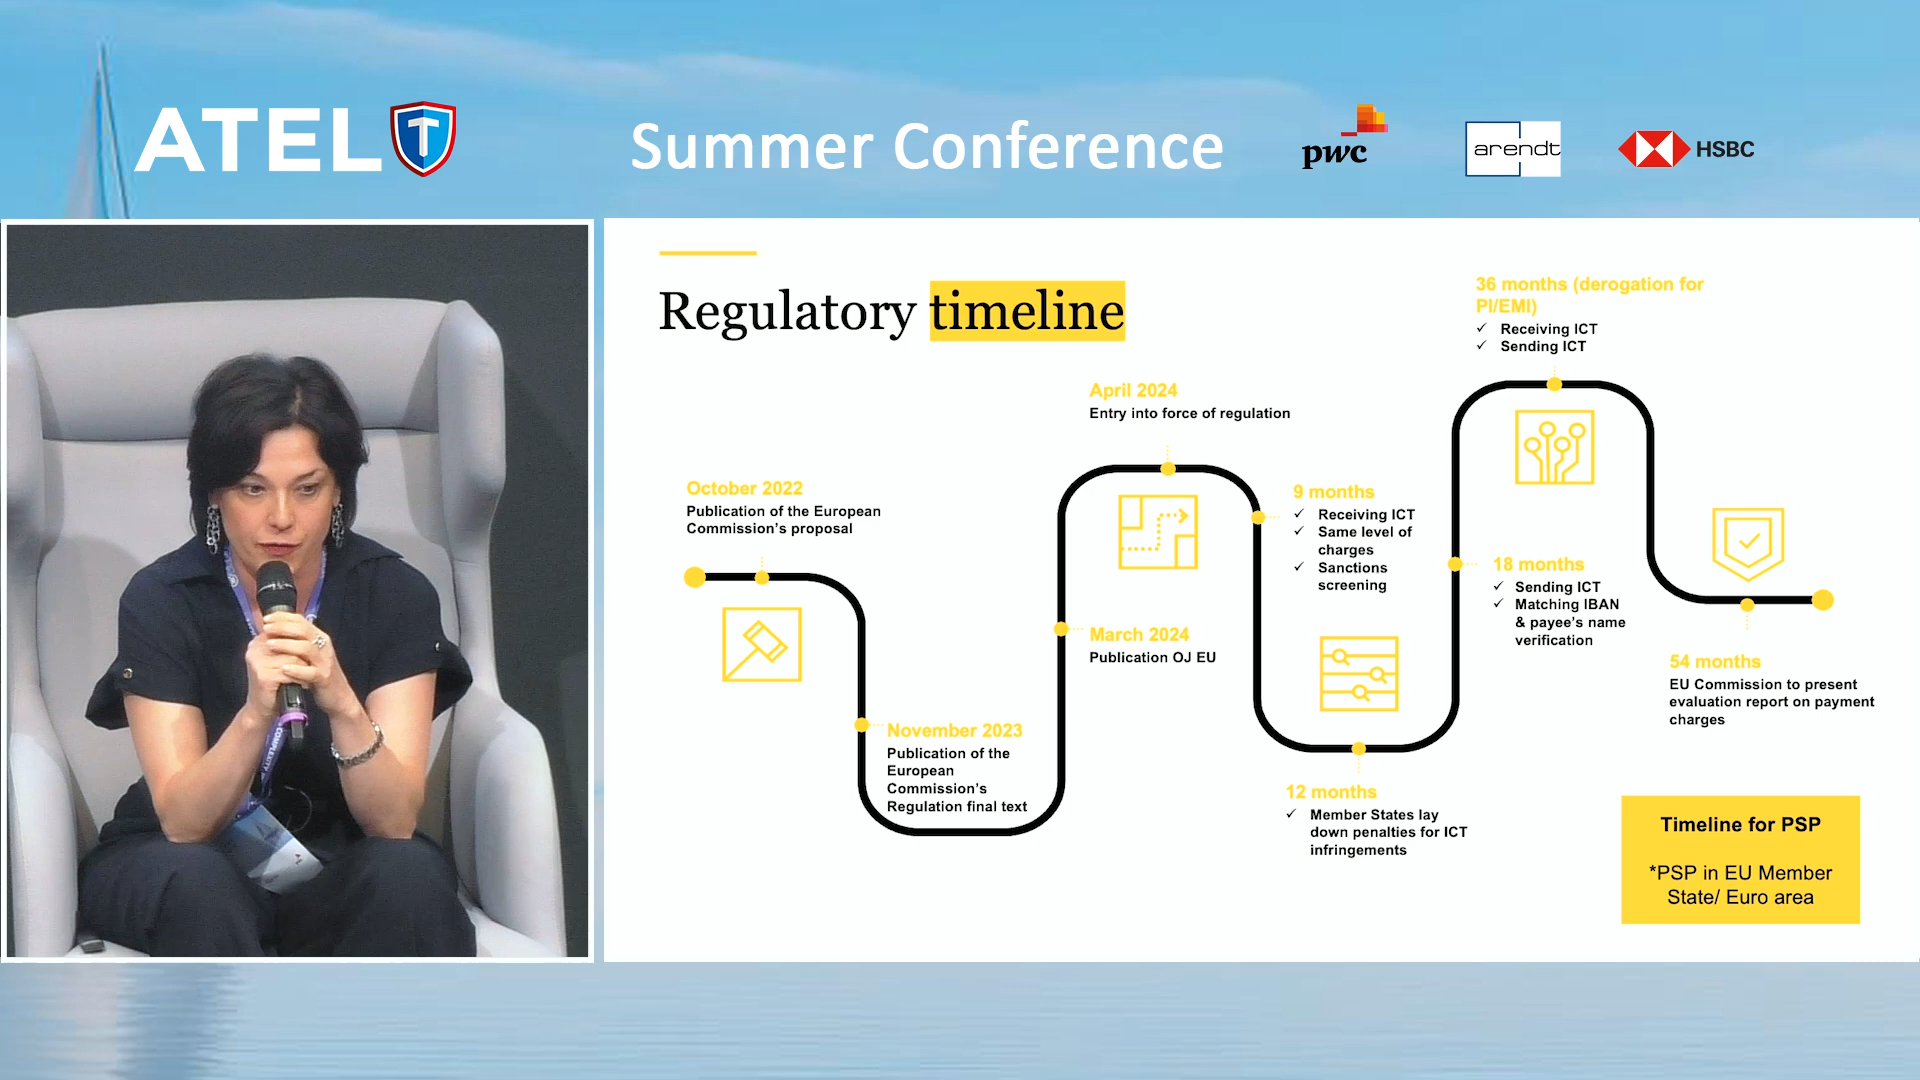 ATEL T
Summer Conference
pwc
arendt
HSBC
Regulatory timeline
October 2022
Publication of the European
Commission's proposal
November 2023
Publication of the
European
Commission's
Regulation final text
March 2024
Publication OJ EU
April 2024
Entry into force of regulation
9 months
✓ Receiving ICT
✓ Same level of
charges
✓ Sanctions
screening
12 months
✓ Member States lay
down penalties for ICT
infringements
18 months
✓ Sending ICT
✓ Matching IBAN
& payee's name
verification
36 months (derogation for
PI/EMI)
✓ Receiving ICT
✓ Sending ICT
54 months
EU Commission to present
evaluation report on payment
charges
Timeline for PSP
*PSP in EU Member
State/ Euro area
COMPLEXITY